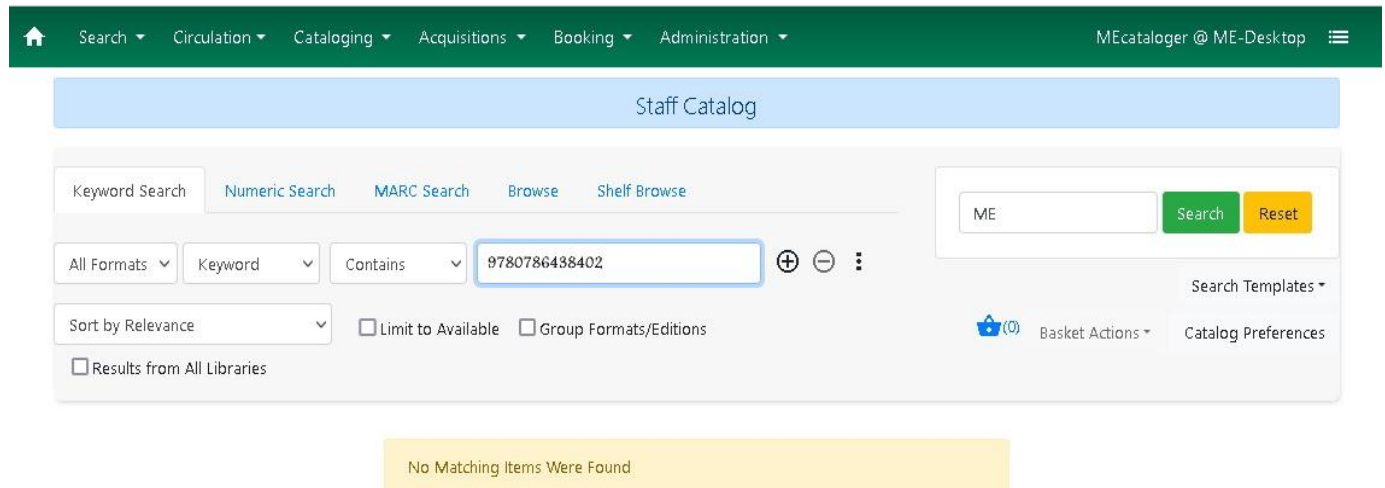 Search Circulation Cataloging Acquisitions Booking Administration MEcataloger @ ME-Desktop
Staff Catalog
Keyword Search Numeric Search MARC Search Browse Shelf Browse
ME Search Reset
All Formats Keyword Contains 9780786438402
Search Templates
Sort by Relevance Limit to Available Group Formats/Editions (0) Basket Actions Catalog Preferences
Results from All Libraries
No Matching Items Were Found